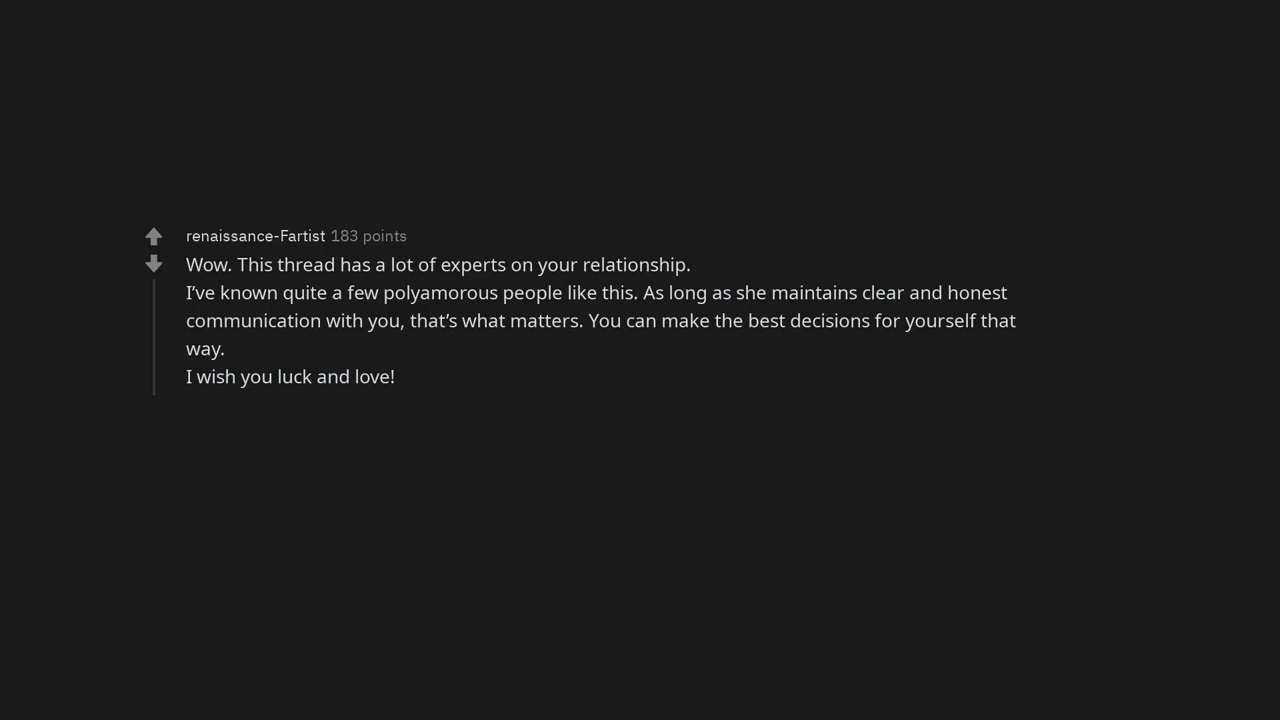 renaissance-Fartist 183 points
Wow. This thread has a lot of experts on your relationship.
I’ve known quite a few polyamorous people like this. As long as she maintains clear and honest
communication with you, that’s what matters. You can make the best decisions for yourself that
way.
I wish you luck and love!